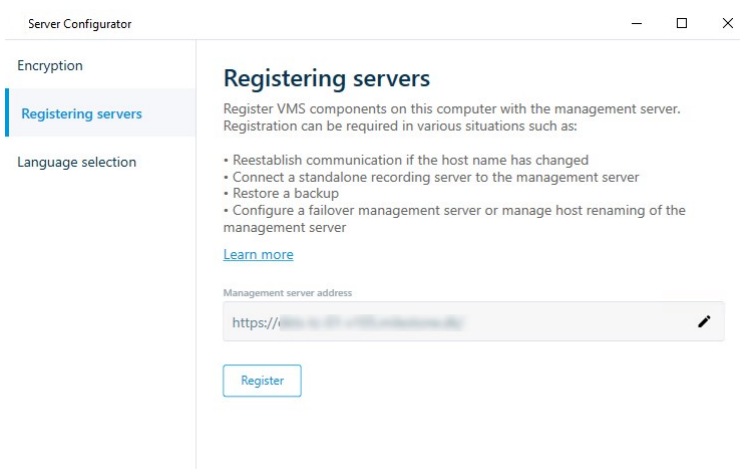 Server Configurator
Encryption
Registering servers
Language selection
Registering servers
Register VMS components on this computer with the management server.
Registration can be required in various situations such as:
• Reestablish communication if the host name has changed
• Connect a standalone recording server to the management server
• Restore a backup
• Configure a failover management server or manage host renaming of the
management server
Learn more
Management server address
https://
Register